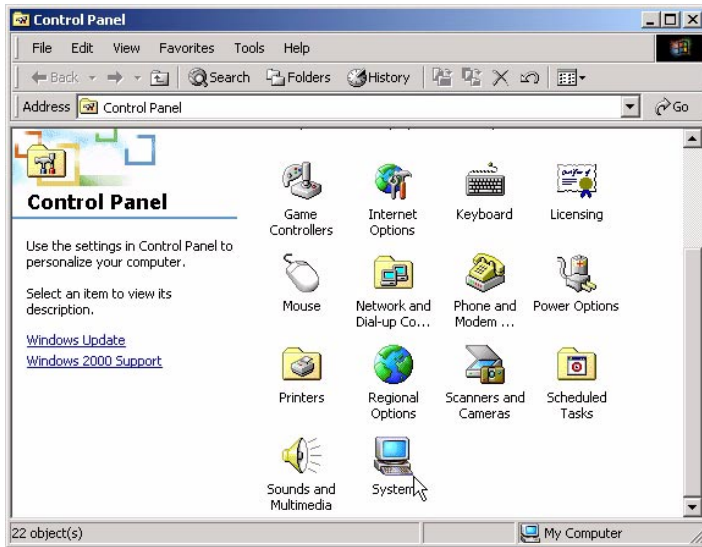 Control Panel
File Edit View Favorites Tools Help
Back Search Folders History
Address Control Panel Go
Control Panel
Use the settings in Control Panel to
personalize your computer.
Select an item to view its
description.
Windows Update
Windows 2000 Support
Game
Controllers
Internet
Options
Keyboard
Licensing
Mouse
Network and
Dial-up Co...
Phone and
Modem ...
Power Options
Printers
Regional
Options
Scanners and
Cameras
Scheduled
Tasks
Sounds and
Multimedia
System
22 object(s) My Computer